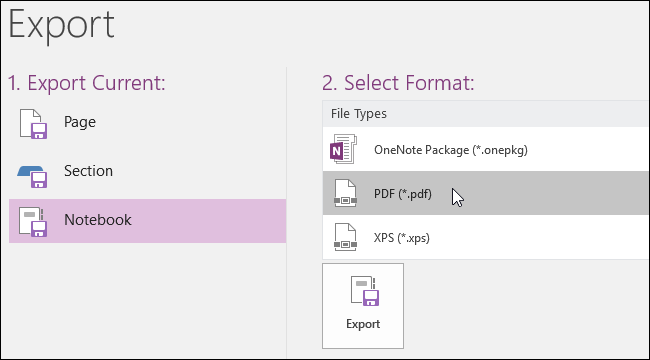 Export
1. Export Current:
Page
Section
Notebook
2. Select Format:
File Types
OneNote Package (*.onepkg)
PDF (*.pdf)
XPS (*.xps)
Export